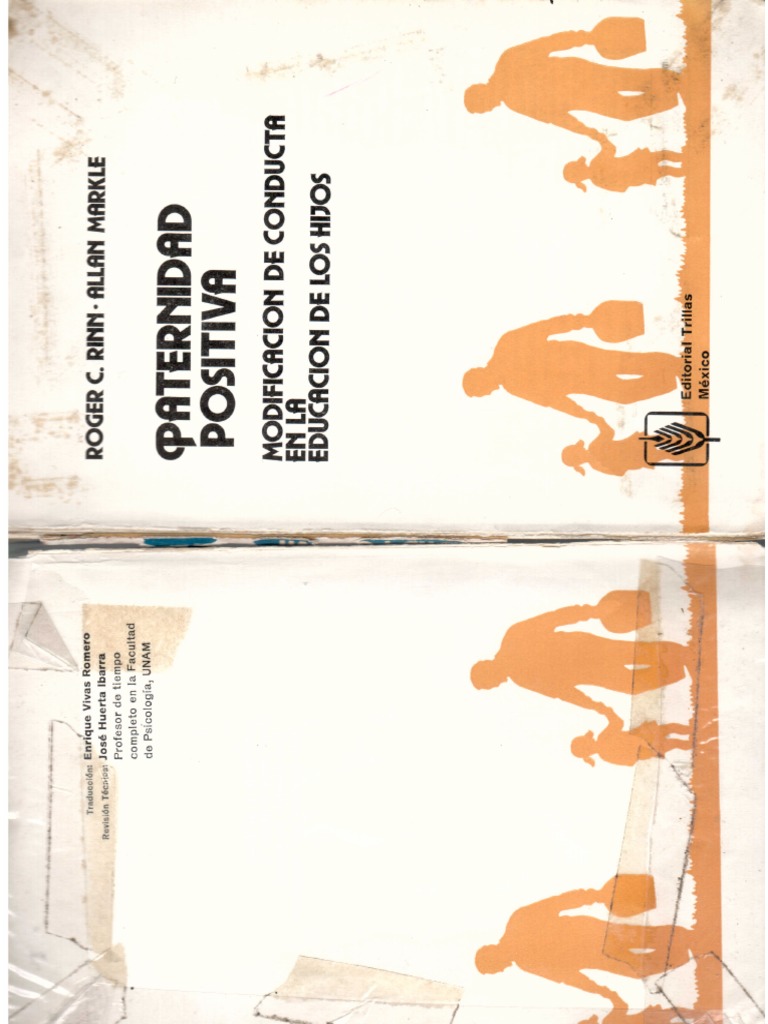 ROGER C. RINN · ALLAN MARKLE
PATERNIDAD
POSITIVA
MODIFICACION DE CONDUCTA
EN LA
EDUCACION DE LOS HIJOS
Editorial Trillas
México
Traducción: Enrique Vivas Romero
Revisión Técnica: José Huerta Ibarra
Profesor de tiempo
completo en la Facultad
de Psicología, UNAM